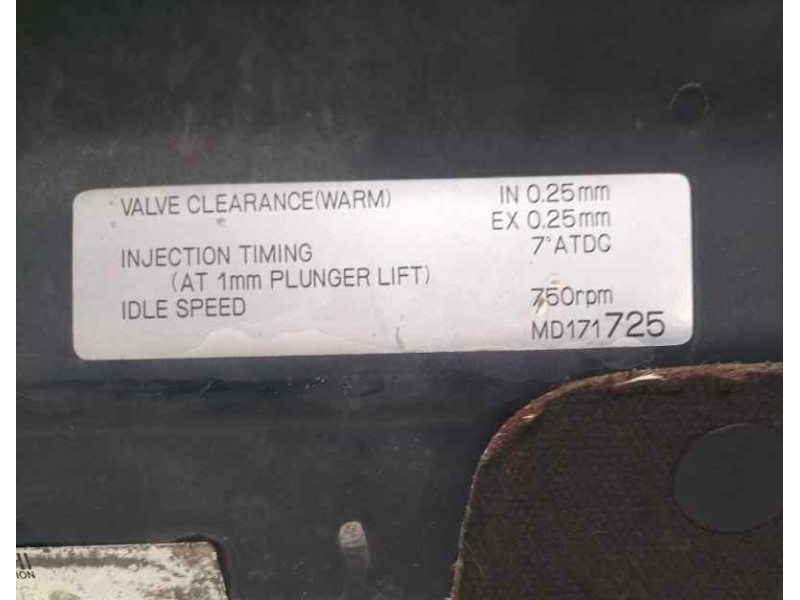 VALVE CLEARANCE(WARM) IN 0.25mm
EX 0.25mm
INJECTION TIMING 7°ATDC
(AT 1mm PLUNGER LIFT)
IDLE SPEED 750rpm
MD171725